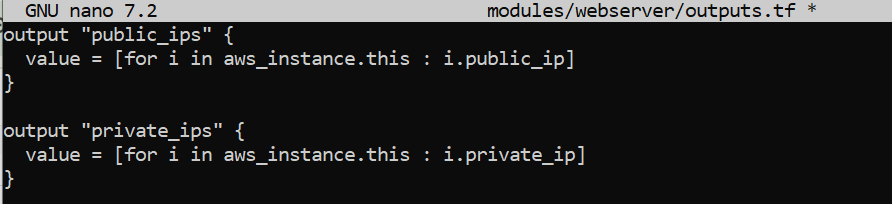 GNU nano 7.2 modules/webserver/outputs.tf *
output "public_ips" {
  value = [for i in aws_instance.this : i.public_ip]
}

output "private_ips" {
  value = [for i in aws_instance.this : i.private_ip]
}